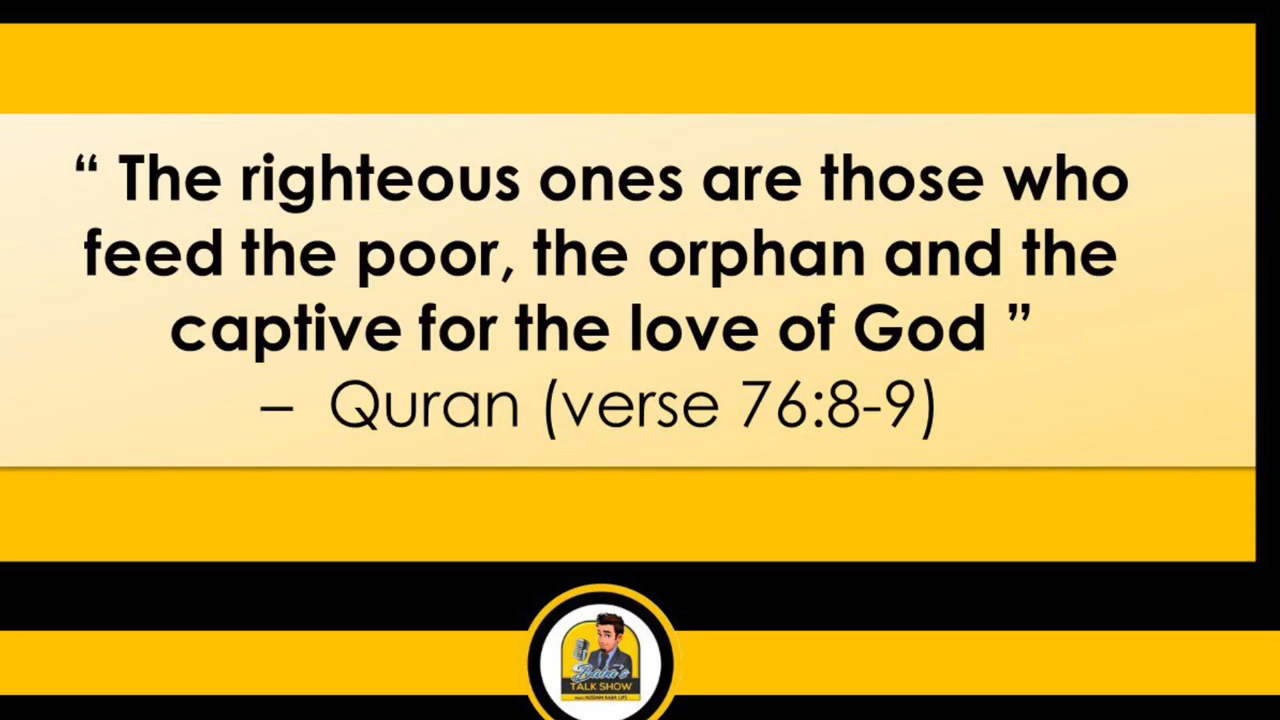 “ The righteous ones are those who
feed the poor, the orphan and the
captive for the love of God ”
– Quran (verse 76:8-9)
Baba's
TALK SHOW